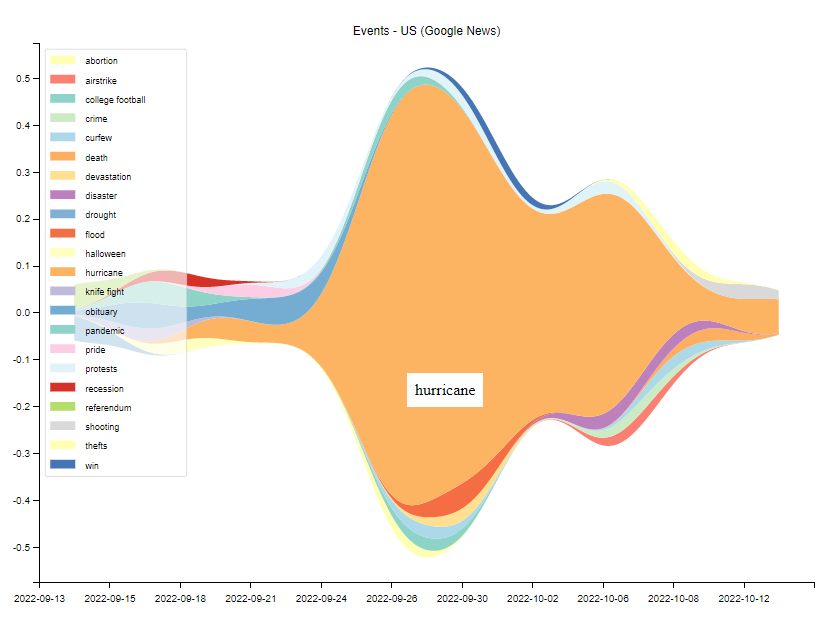 Events - US (Google News)
abortion
airstrike
college football
crime
curfew
death
devastation
disaster
drought
flood
halloween
hurricane
knife fight
obituary
pandemic
pride
protests
recession
referendum
shooting
thefts
win
0.5
0.4
0.3
0.2
0.1
0.0
-0.1
-0.2
-0.3
-0.4
-0.5
hurricane
2022-09-13 2022-09-15 2022-09-18 2022-09-21 2022-09-24 2022-09-26 2022-09-30 2022-10-02 2022-10-06 2022-10-08 2022-10-12